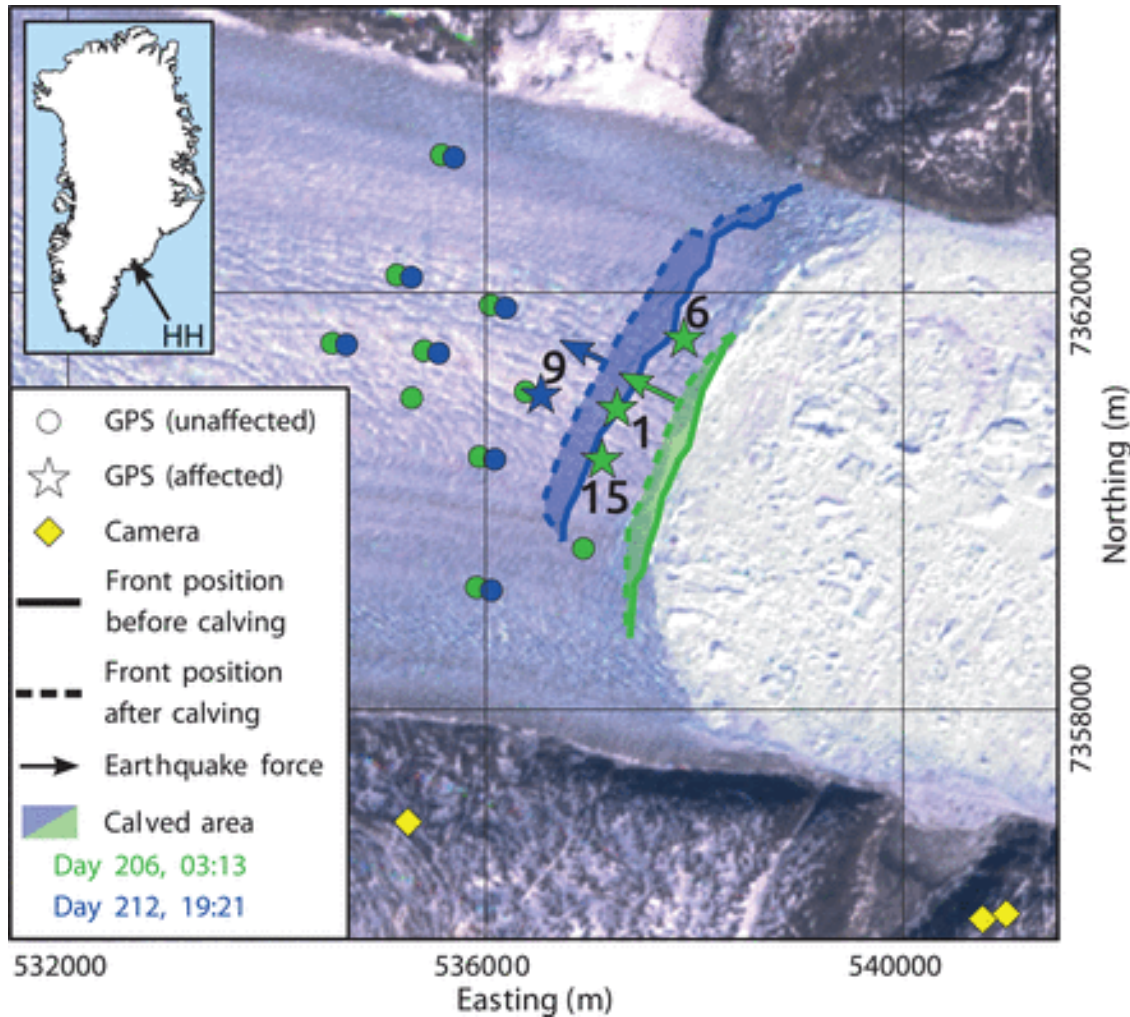 HH
6
9
1
15
GPS (unaffected)
GPS (affected)
Camera
Front position
before calving
Front position
after calving
Earthquake force
Calved area
Day 206, 03:13
Day 212, 19:21
7362000
7358000
Northing (m)
532000
536000
540000
Easting (m)